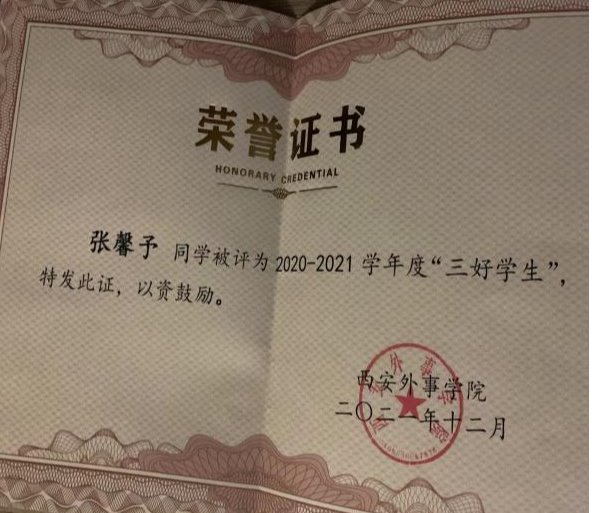 荣誉证书
HONORARY CREDENTIAL
张馨予 同学被评为2020-2021学年度“三好学生”，
特发此证，以资鼓励。
西安外事学院
二〇二一年十二月